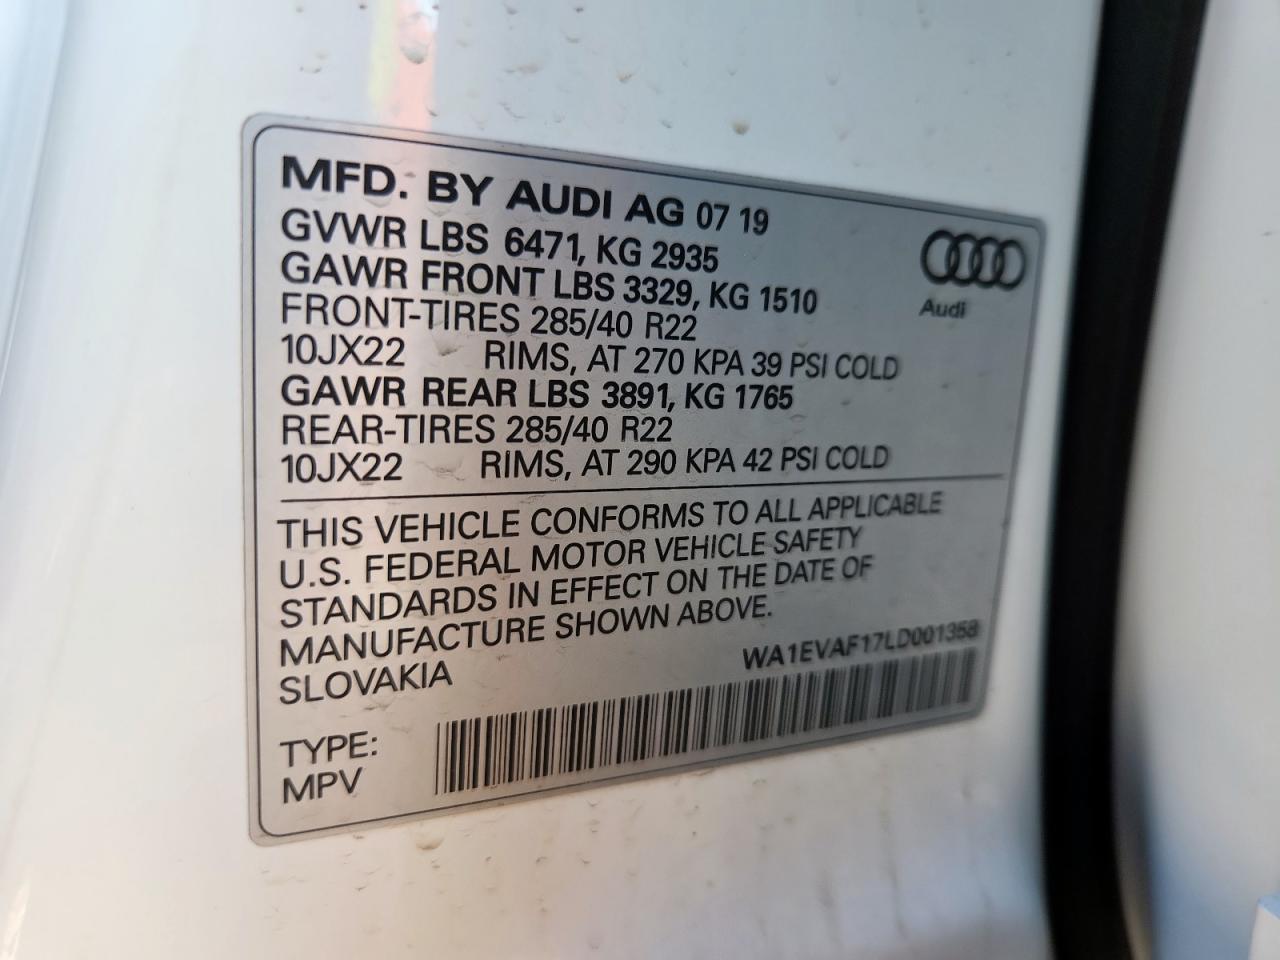 MFD. BY AUDI AG 07 19
GVWR LBS 6471, KG 2935
GAWR FRONT LBS 3329, KG 1510
FRONT-TIRES 285/40 R22
10JX22 RIMS, AT 270 KPA 39 PSI COLD
GAWR REAR LBS 3891, KG 1765
REAR-TIRES 285/40 R22
10JX22 RIMS, AT 290 KPA 42 PSI COLD
Audi
THIS VEHICLE CONFORMS TO ALL APPLICABLE
U.S. FEDERAL MOTOR VEHICLE SAFETY
STANDARDS IN EFFECT ON THE DATE OF
MANUFACTURE SHOWN ABOVE.
SLOVAKIA
WA1EVAF17LD001358
TYPE:
MPV